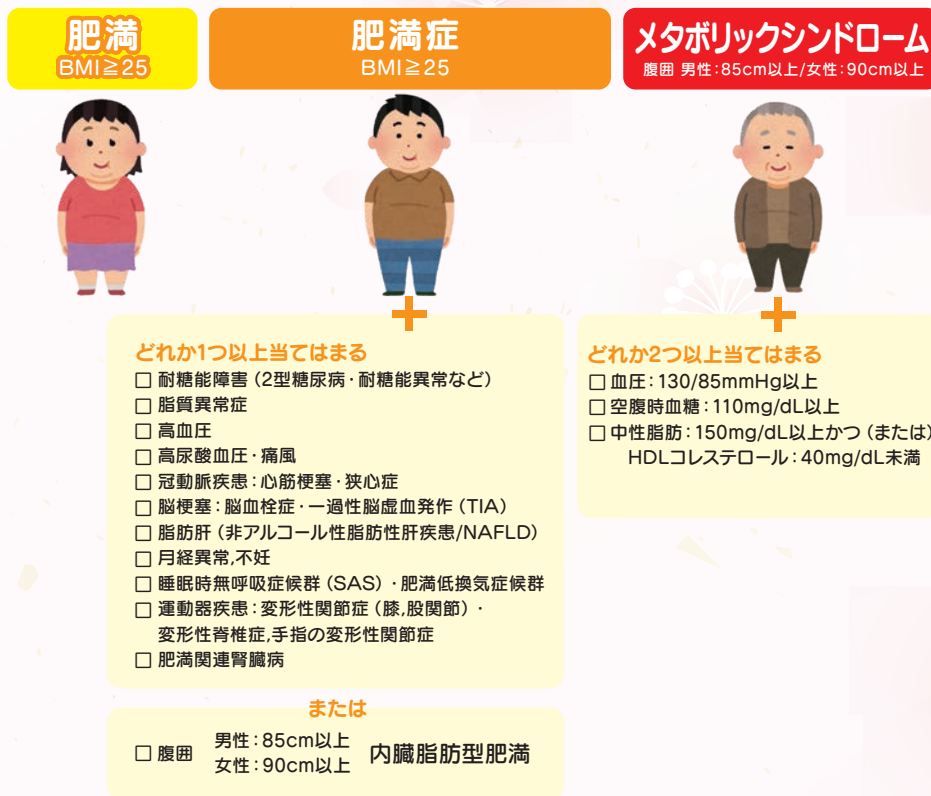 肥満
BMI≧25
肥満症
BMI≧25
メタボリックシンドローム
腹囲 男性:85cm以上/女性:90cm以上
+
どれか1つ以上当てはまる
□ 耐糖能障害(2型糖尿病・耐糖能異常など)
□ 脂質異常症
□ 高血圧
□ 高尿酸血圧・痛風
□ 冠動脈疾患:心筋梗塞・狭心症
□ 脳梗塞:脳血栓症・一過性脳虚血発作(TIA)
□ 脂肪肝(非アルコール性脂肪性肝疾患/NAFLD)
□ 月経異常,不妊
□ 睡眠時無呼吸症候群(SAS)・肥満低換気症候群
□ 運動器疾患:変形性関節症(膝,股関節)・
変形性脊椎症,手指の変形性関節症
□ 肥満関連腎臓病
または
□ 腹囲 男性:85cm以上 内臓脂肪型肥満
女性:90cm以上
+
どれか2つ以上当てはまる
□ 血圧:130/85mmHg以上
□ 空腹時血糖:110mg/dL以上
□ 中性脂肪:150mg/dL以上かつ(または)
HDLコレステロール:40mg/dL未満